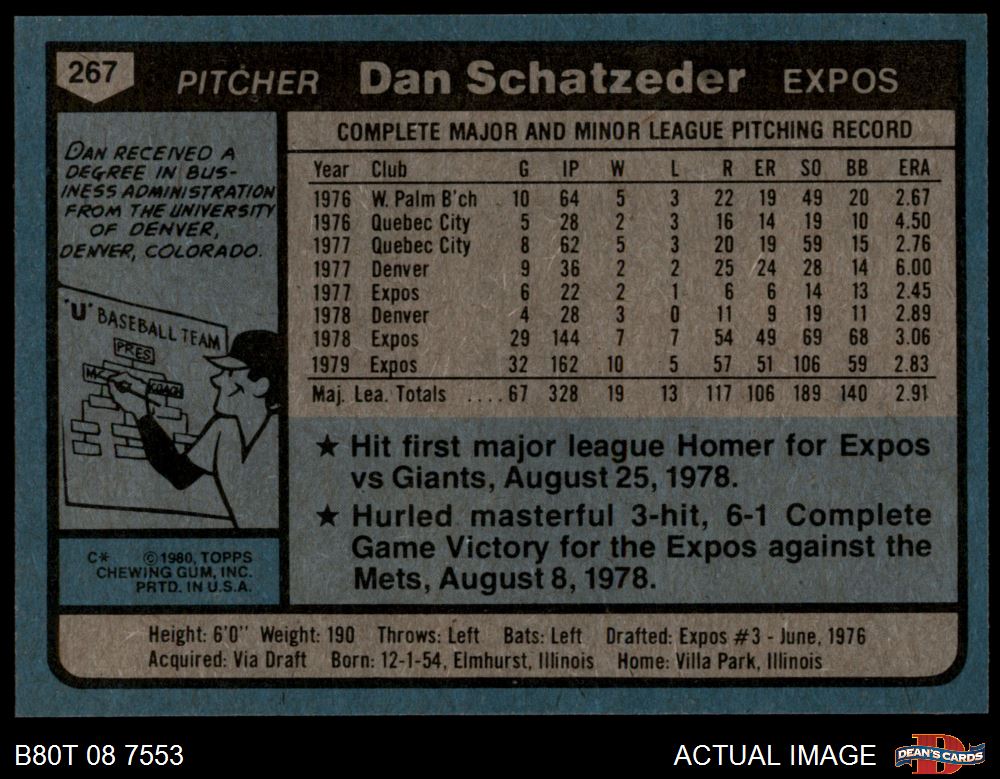 267 PITCHER Dan Schatzeder EXPOS
DAN RECEIVED A
DEGREE IN BUS-
INESS ADMINISTRATION
FROM THE UNIVERSITY
OF DENVER,
DENVER, COLORADO.
"U" BASEBALL TEAM
PRES
COACH
C* ©1980, TOPPS
CHEWING GUM, INC.
PRTD. IN U.S.A.
COMPLETE MAJOR AND MINOR LEAGUE PITCHING RECORD
Year Club G IP W L R ER SO BB ERA
1976 W. Palm B'ch 10 64 5 3 22 19 49 20 2.67
1976 Quebec City 5 28 2 3 16 14 19 10 4.50
1977 Quebec City 8 62 5 3 20 19 59 15 2.76
1977 Denver 9 36 2 2 25 24 28 14 6.00
1977 Expos 6 22 2 1 6 6 14 13 2.45
1978 Denver 4 28 3 0 11 9 19 11 2.89
1978 Expos 29 144 7 7 54 49 69 68 3.06
1979 Expos 32 162 10 5 57 51 106 59 2.83
Maj. Lea. Totals ....67 328 19 13 117 106 189 140 2.91
★ Hit first major league Homer for Expos
vs Giants, August 25, 1978.
★ Hurled masterful 3-hit, 6-1 Complete
Game Victory for the Expos against the
Mets, August 8, 1978.
Height: 6'0" Weight: 190 Throws: Left Bats: Left Drafted: Expos #3 - June, 1976
Acquired: Via Draft Born: 12-1-54, Elmhurst, Illinois Home: Villa Park, Illinois
B80T 08 7553 ACTUAL IMAGE DEAN'S CARDS